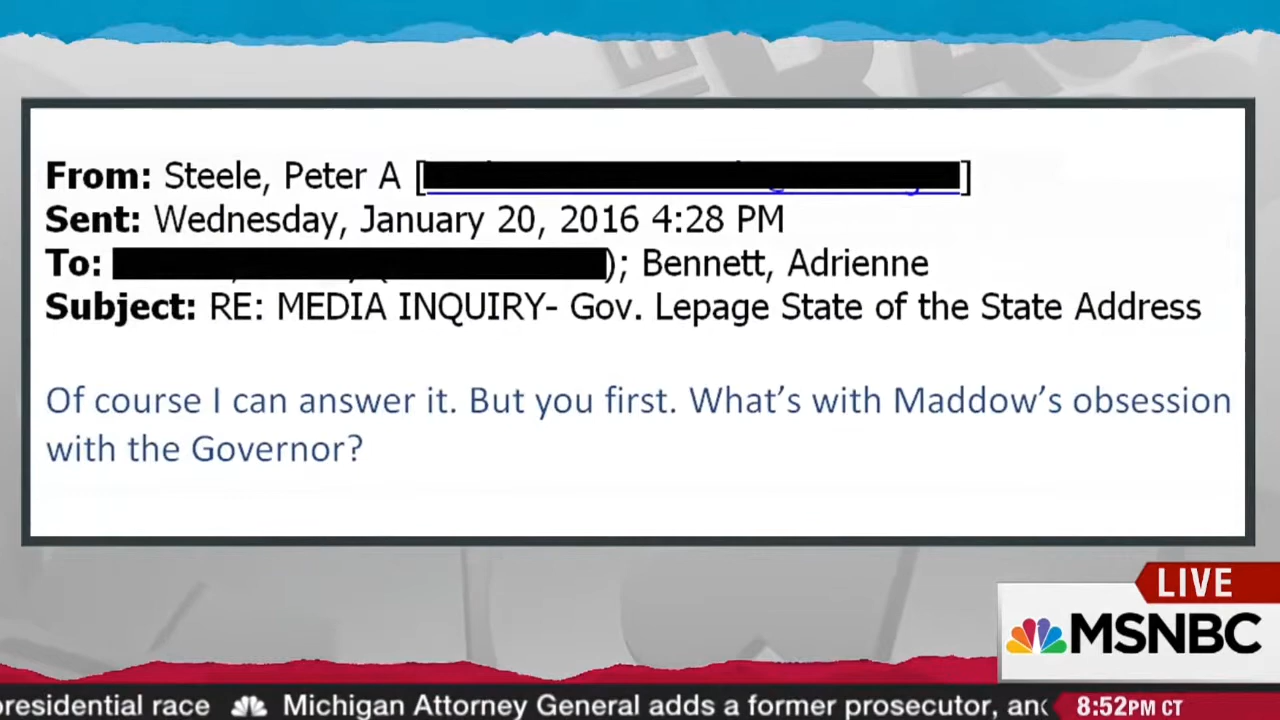 From: Steele, Peter A [ ]
Sent: Wednesday, January 20, 2016 4:28 PM
To: ); Bennett, Adrienne
Subject: RE: MEDIA INQUIRY- Gov. Lepage State of the State Address
Of course I can answer it. But you first. What's with Maddow's obsession
with the Governor?
LIVE
MSNBC
presidential race Michigan Attorney General adds a former prosecutor, and 8:52PM CT